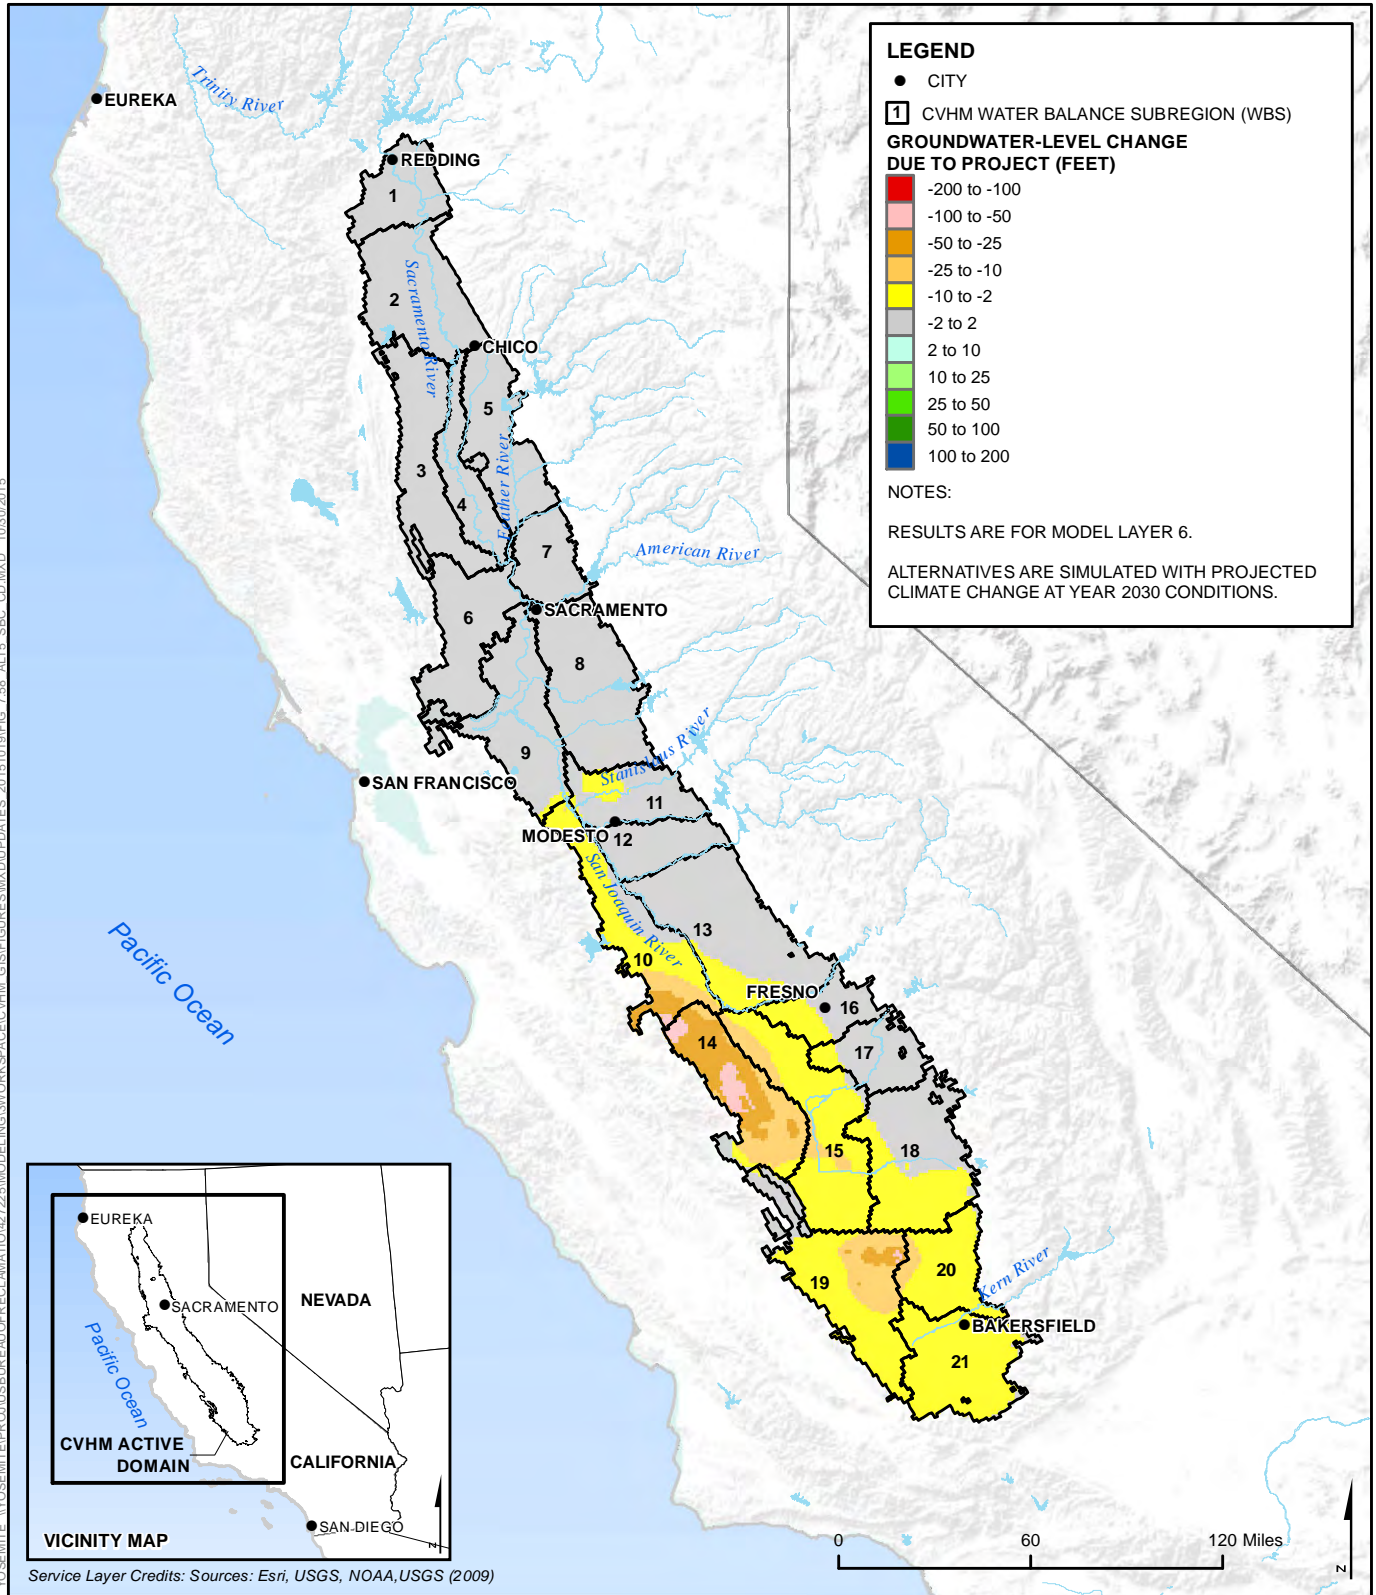 EUREKA
Trinity River
REDDING
1
2
Sacramento River
CHICO
5
3
4
Feather River
7
American River
SACRAMENTO
6
8
9
SAN FRANCISCO
Stanislaus River
11
MODESTO
12
San Joaquin River
13
10
Pacific Ocean
FRESNO
16
14
17
15
18
19
20
Kern River
BAKERSFIELD
21
LEGEND
CITY
1 CVHM WATER BALANCE SUBREGION (WBS)
GROUNDWATER-LEVEL CHANGE
DUE TO PROJECT (FEET)
-200 to -100
-100 to -50
-50 to -25
-25 to -10
-10 to -2
-2 to 2
2 to 10
10 to 25
25 to 50
50 to 100
100 to 200
NOTES:
RESULTS ARE FOR MODEL LAYER 6.
ALTERNATIVES ARE SIMULATED WITH PROJECTED
CLIMATE CHANGE AT YEAR 2030 CONDITIONS.
EUREKA
SACRAMENTO
NEVADA
Pacific Ocean
CVHM ACTIVE
DOMAIN
CALIFORNIA
SAN DIEGO
VICINITY MAP
N
0 60 120 Miles
N
Service Layer Credits: Sources: Esri, USGS, NOAA,USGS (2009)